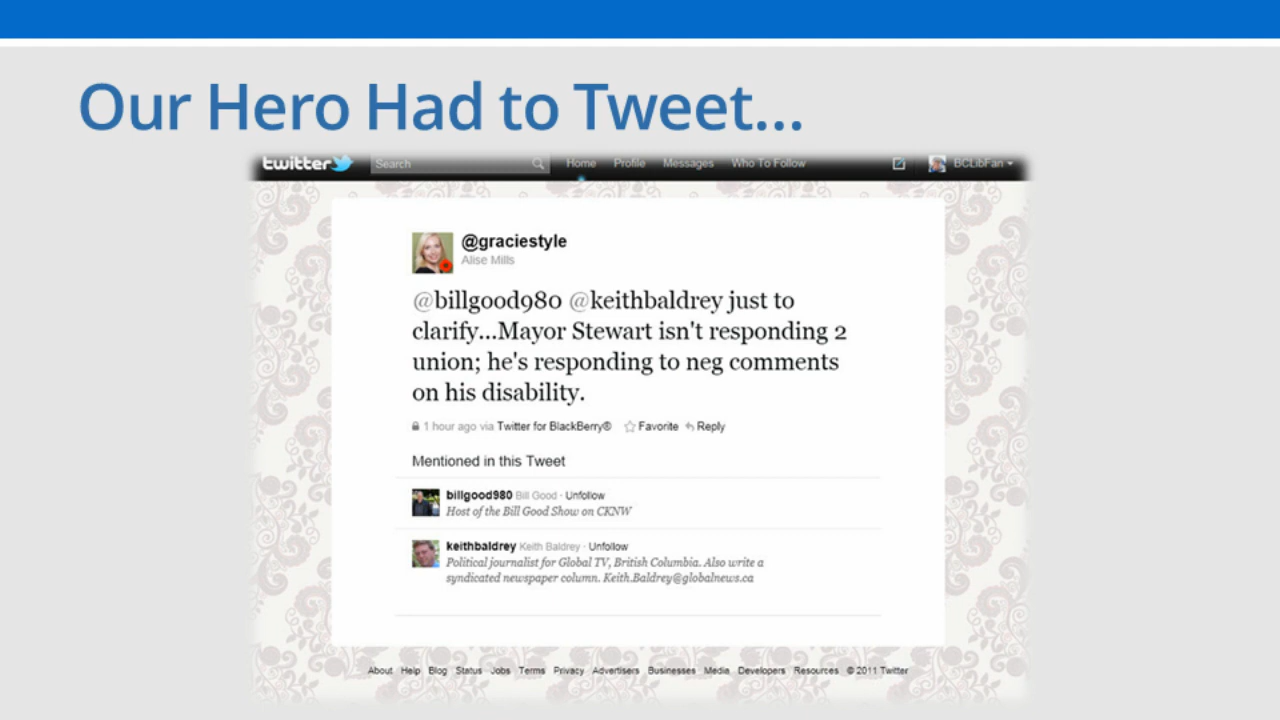 Our Hero Had to Tweet...
twitter Search Home Profile Messages Who To Follow BCLibFan
@graciestyle
Alise Mills
@billgood980 @keithbaldrey just to
clarify...Mayor Stewart isn't responding 2
union; he's responding to neg comments
on his disability.
1 hour ago via Twitter for BlackBerry® Favorite Reply
Mentioned in this Tweet
billgood980 Bill Good · Unfollow
Host of the Bill Good Show on CKNW
keithbaldrey Keith Baldrey · Unfollow
Political journalist for Global TV, British Columbia. Also write a
syndicated newspaper column. Keith.Baldrey@globalnews.ca
About Help Blog Status Jobs Terms Privacy Advertisers Businesses Media Developers Resources © 2011 Twitter